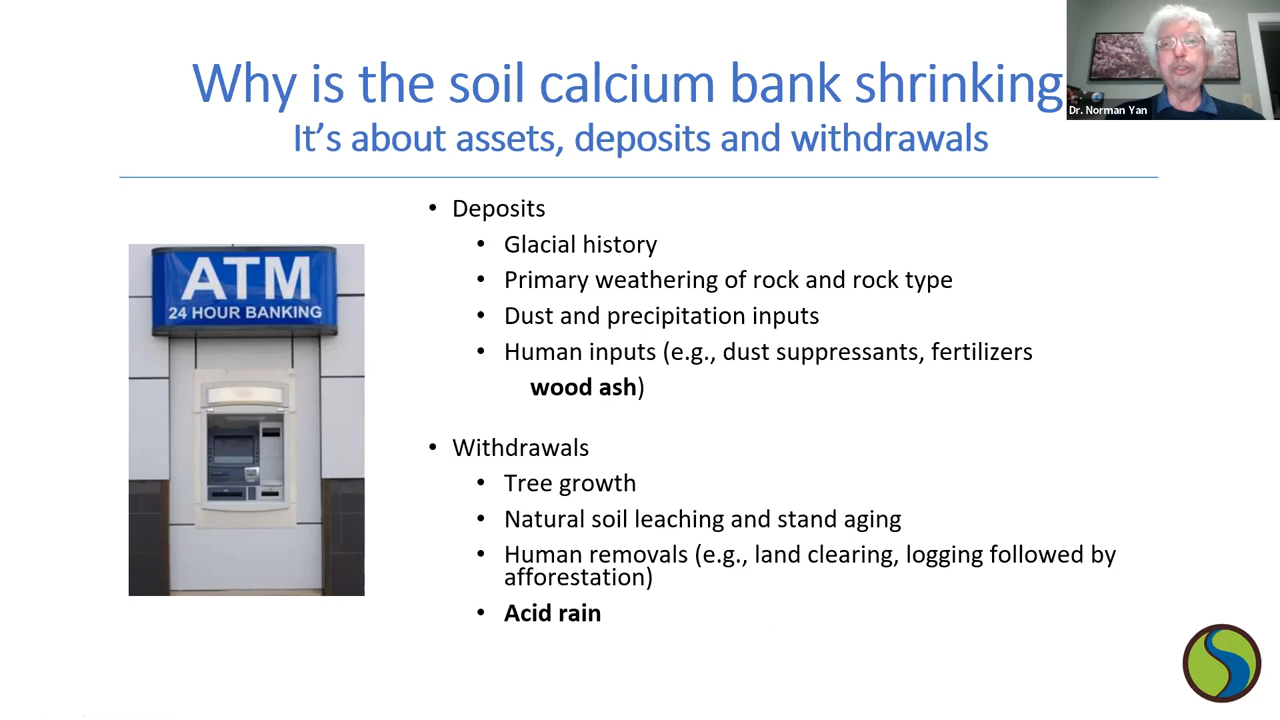 Why is the soil calcium bank shrinking
It's about assets, deposits and withdrawals
Dr. Norman Yan
ATM
24 HOUR BANKING
• Deposits
• Glacial history
• Primary weathering of rock and rock type
• Dust and precipitation inputs
• Human inputs (e.g., dust suppressants, fertilizers
wood ash)
• Withdrawals
• Tree growth
• Natural soil leaching and stand aging
• Human removals (e.g., land clearing, logging followed by
afforestation)
• Acid rain